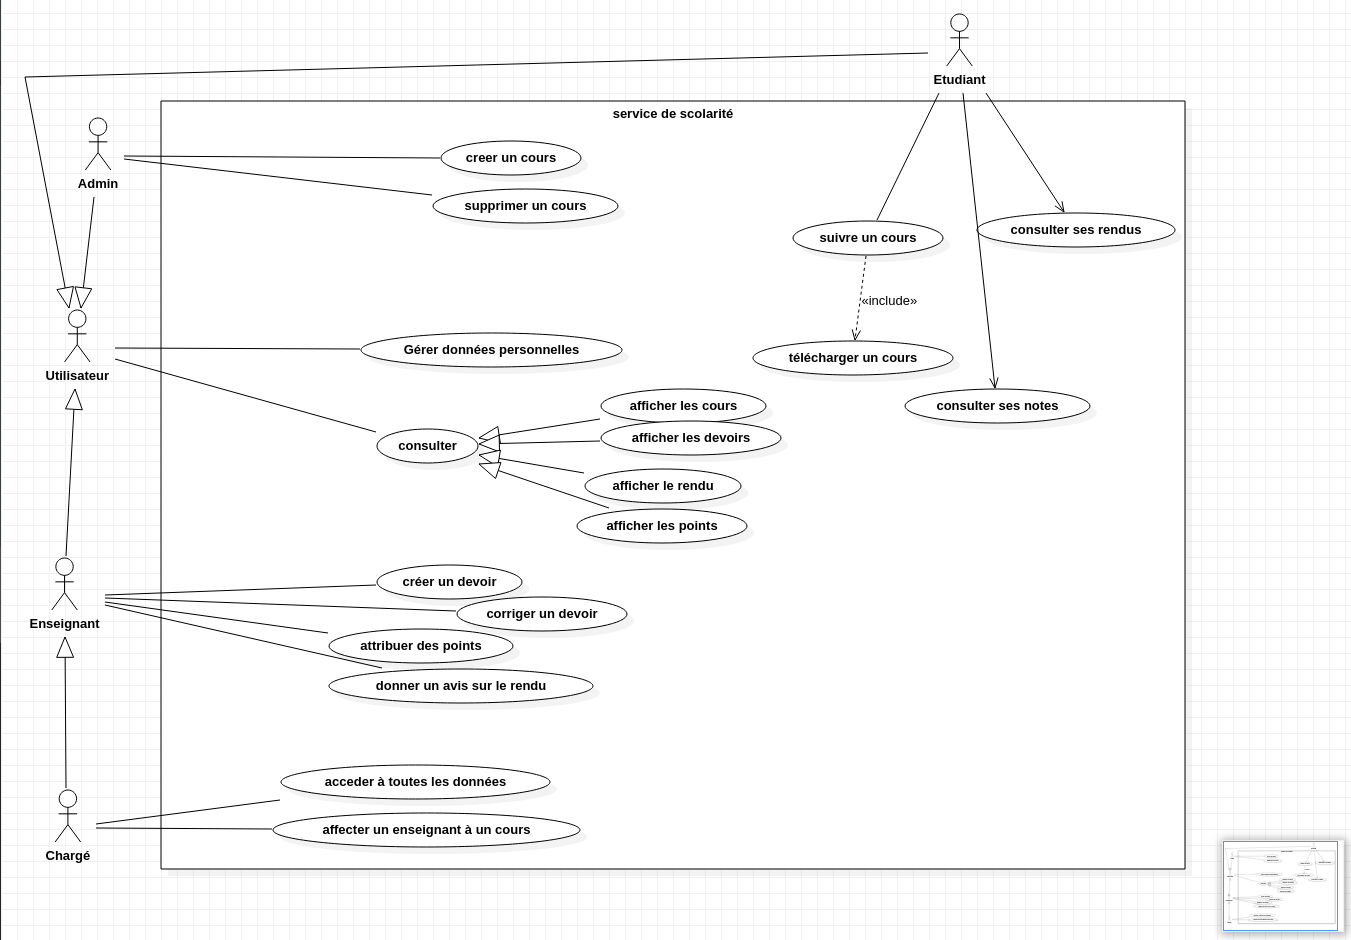 Etudiant
service de scolarité
creer un cours
Admin
supprimer un cours
consulter ses rendus
suivre un cours
«include»
Gérer données personnelles
télécharger un cours
Utilisateur
afficher les cours
consulter ses notes
afficher les devoirs
consulter
afficher le rendu
afficher les points
créer un devoir
corriger un devoir
Enseignant
attribuer des points
donner un avis sur le rendu
acceder à toutes les données
affecter un enseignant à un cours
Chargé